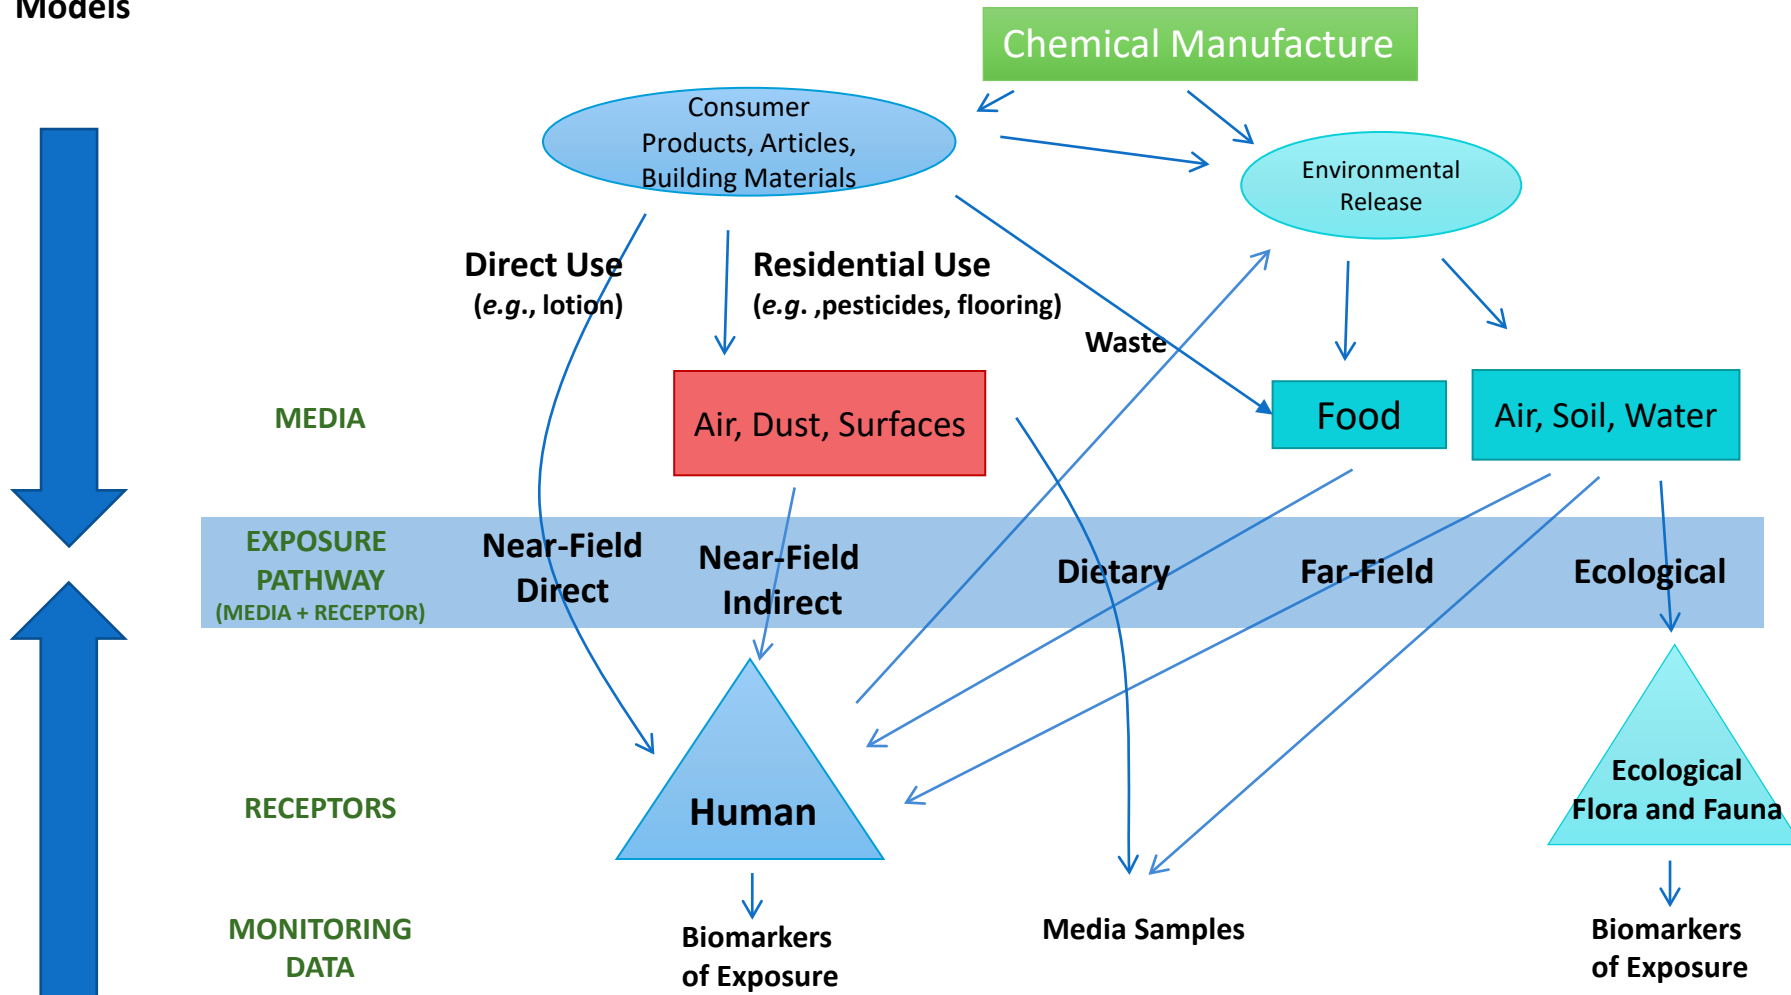 Models
Chemical Manufacture
Consumer
Products, Articles,
Building Materials
Environmental
Release
Direct Use
(e.g., lotion)
Residential Use
(e.g. ,pesticides, flooring)
Waste
MEDIA
Air, Dust, Surfaces
Food
Air, Soil, Water
EXPOSURE
PATHWAY
(MEDIA + RECEPTOR)
Near-Field
Direct
Near-Field
Indirect
Dietary
Far-Field
Ecological
RECEPTORS
Human
Ecological
Flora and Fauna
MONITORING
DATA
Biomarkers
of Exposure
Media Samples
Biomarkers
of Exposure